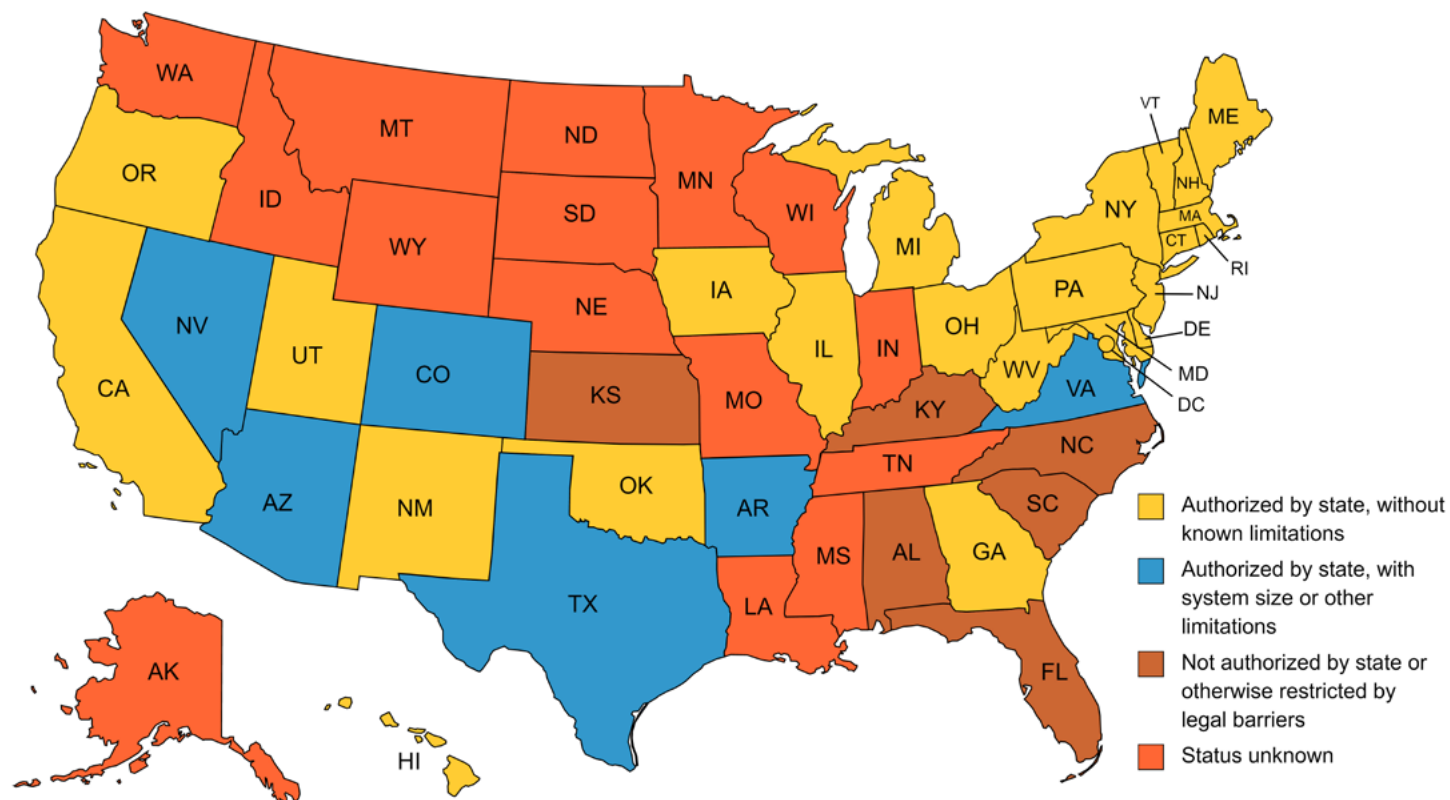 WA
MT
ND
MN
VT
ME
OR
ID
SD
WI
NH
NY
MA
WY
MI
CT
RI
NE
IA
PA
NJ
NV
UT
CO
IL
IN
OH
DE
WV
MD
CA
KS
MO
KY
VA
DC
AZ
NM
OK
AR
TN
NC
SC
MS
AL
GA
TX
LA
FL
AK
HI
Authorized by state, without
known limitations
Authorized by state, with
system size or other
limitations
Not authorized by state or
otherwise restricted by
legal barriers
Status unknown